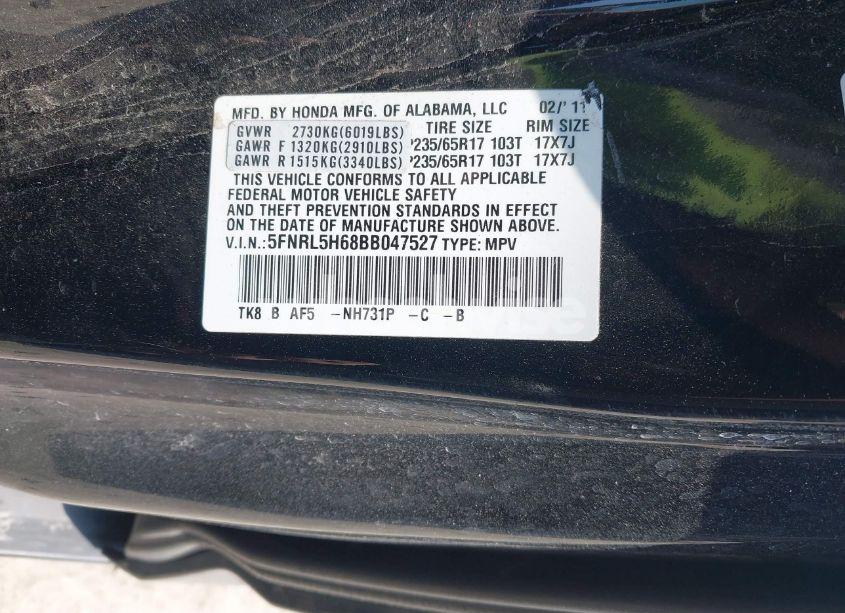 MFD. BY HONDA MFG. OF ALABAMA, LLC 02/'11
GVWR 2730KG(6019LBS) TIRE SIZE RIM SIZE
GAWR F 1320KG(2910LBS) P235/65R17 103T 17X7J
GAWR R 1515KG(3340LBS) P235/65R17 103T 17X7J
THIS VEHICLE CONFORMS TO ALL APPLICABLE
FEDERAL MOTOR VEHICLE SAFETY
AND THEFT PREVENTION STANDARDS IN EFFECT
ON THE DATE OF MANUFACTURE SHOWN ABOVE.
V.I.N.:5FNRL5H68BB047527 TYPE: MPV
TK8 B AF5 -NH731P -C -B